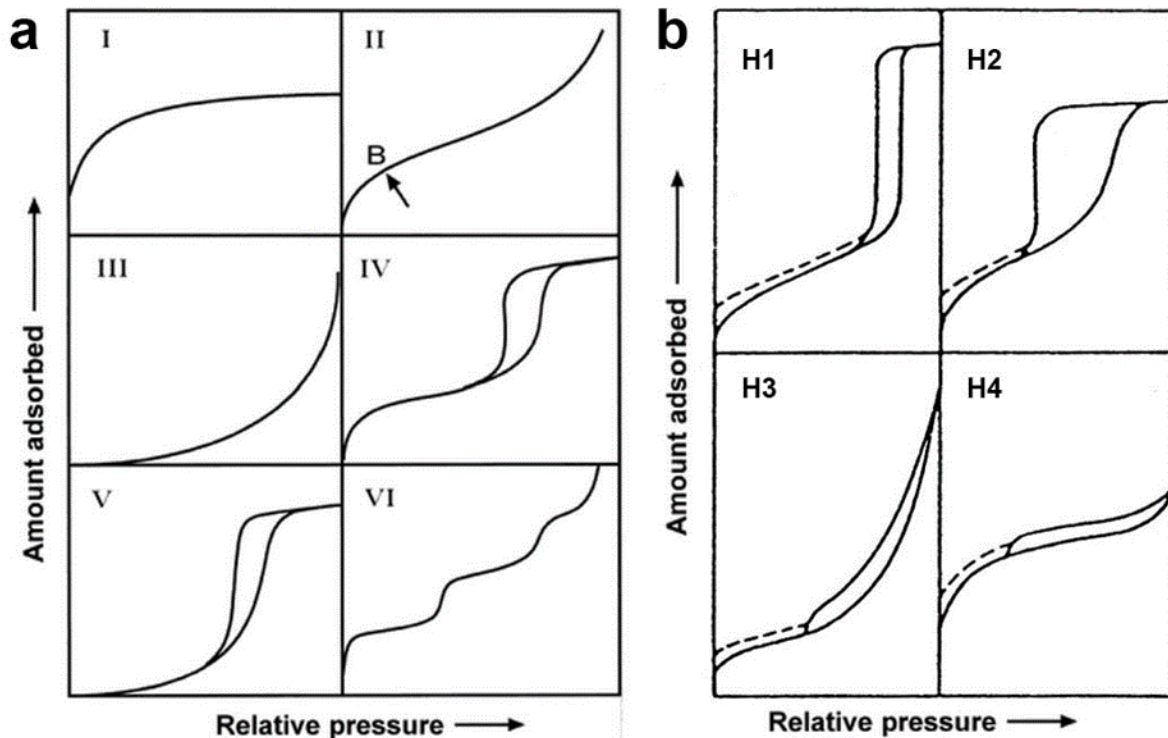 a
I
II
B
III
IV
V
VI
Amount adsorbed
Relative pressure
b
H1
H2
H3
H4
Amount adsorbed
Relative pressure